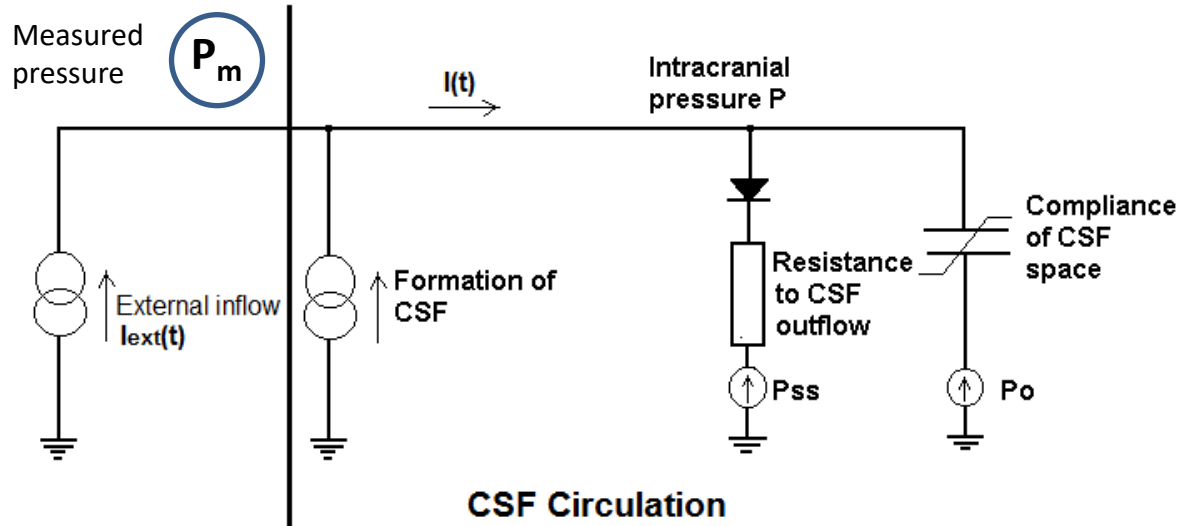 Measured
pressure
Pm
I(t)
Intracranial
pressure P
External inflow
Iext(t)
Formation of
CSF
Resistance
to CSF
outflow
Compliance
of CSF
space
Pss
Po
CSF Circulation